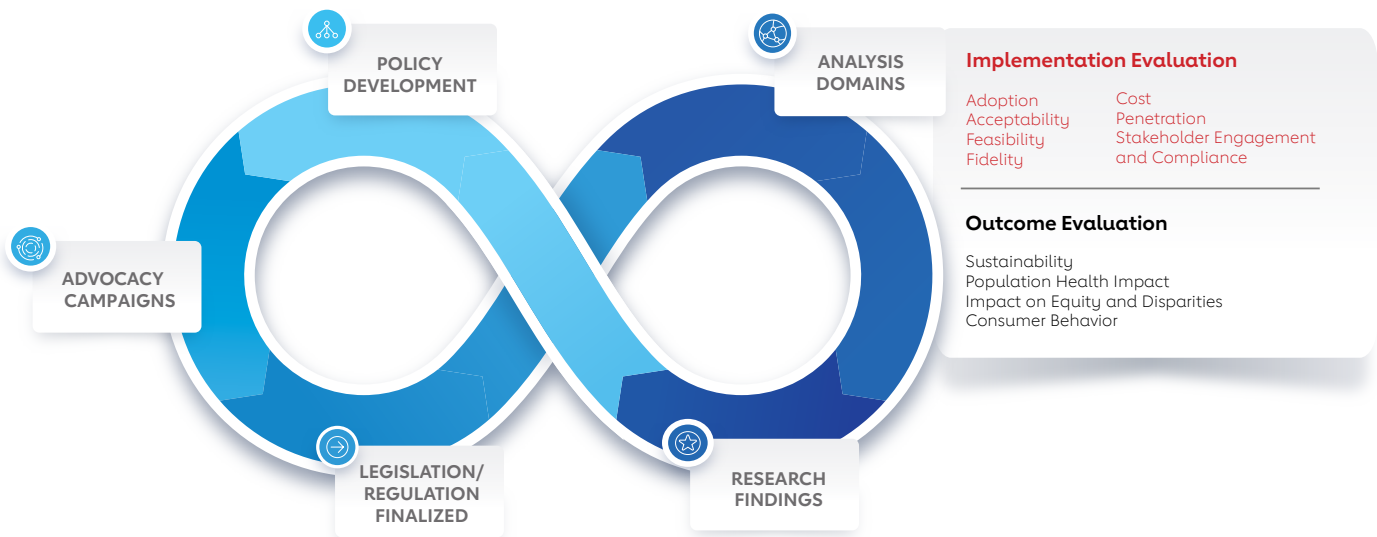 POLICY
DEVELOPMENT
ANALYSIS
DOMAINS
ADVOCACY
CAMPAIGNS
LEGISLATION/
REGULATION
FINALIZED
RESEARCH
FINDINGS
Implementation Evaluation
Adoption
Acceptability
Feasibility
Fidelity
Cost
Penetration
Stakeholder Engagement
and Compliance
Outcome Evaluation
Sustainability
Population Health Impact
Impact on Equity and Disparities
Consumer Behavior